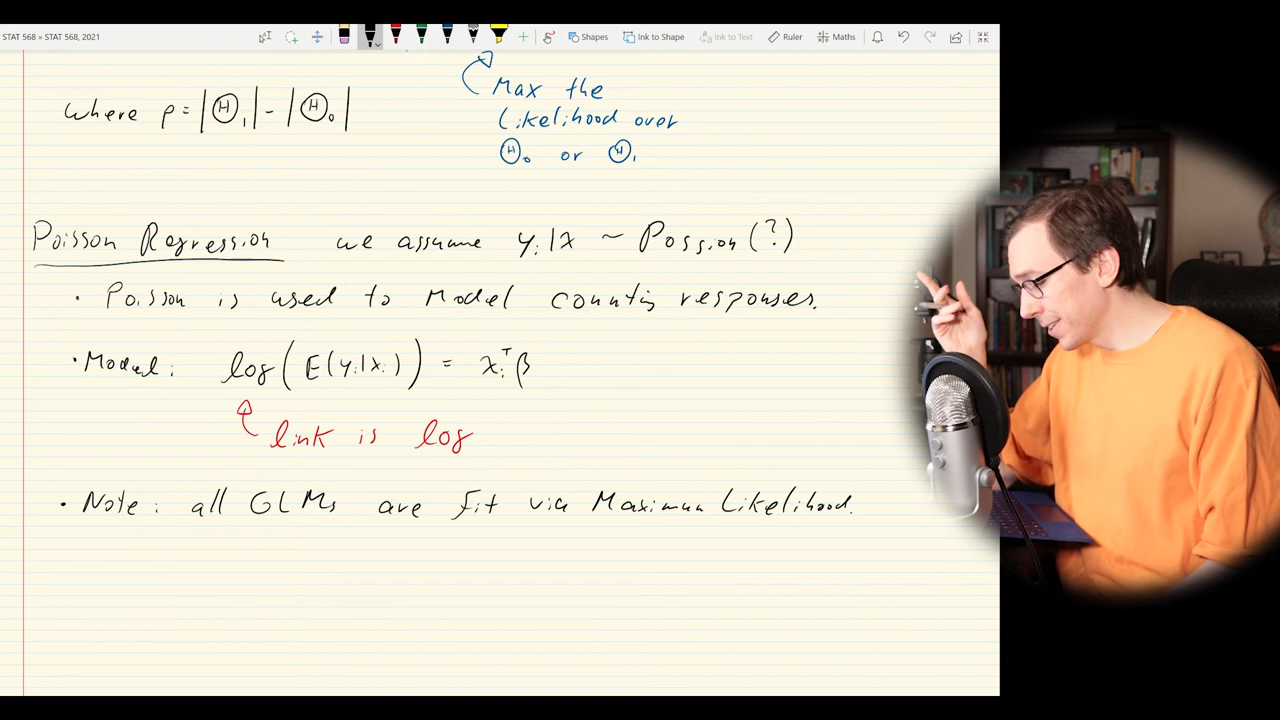 STAT 568 » STAT 568, 2021
Shapes
Ink to Shape
Ink to Text
Ruler
Maths
where ρ = |Θ₁| - |Θ₀|
Max the
Likelihood over
Θ₀ or Θ₁
Poisson Regression we assume yᵢ|x ~ Possion(?)
• Poisson is used to Model counting responses.
• Model: log(E(yᵢ|xᵢ)) = xᵢᵀβ
link is log
• Note: all GLMs are Fit via Maximum Likelihood.